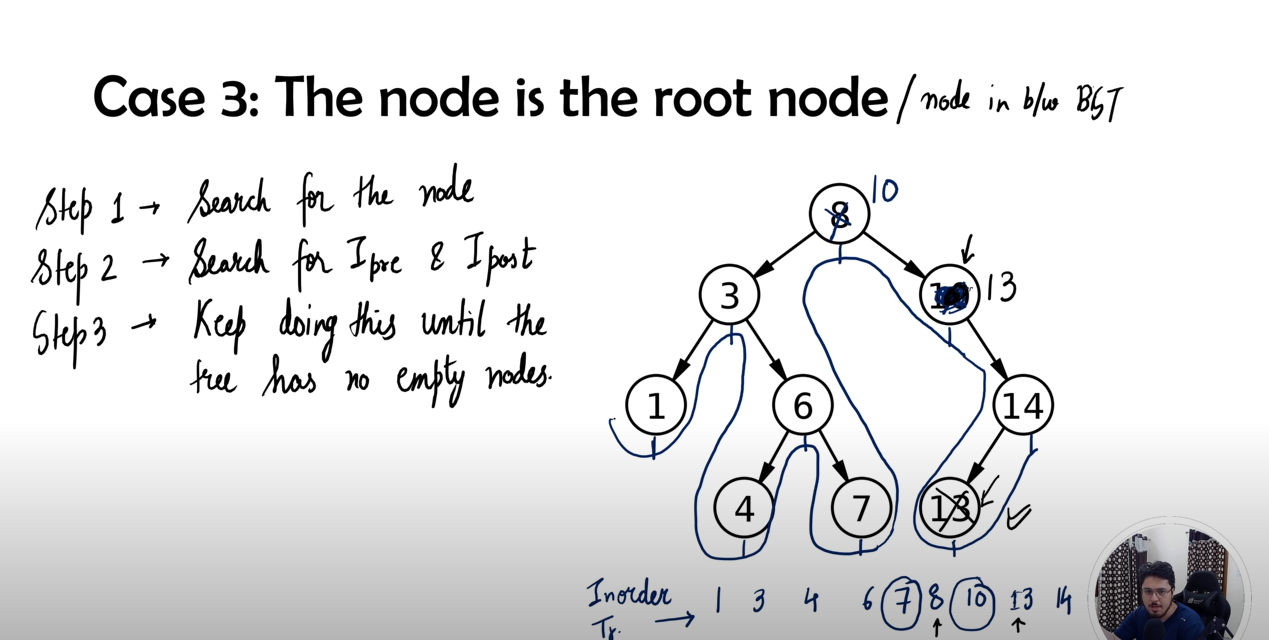 Case 3: The node is the root node / node in b/w BST
Step 1 → Search for the node
Step 2 → Search for Ipre & Ipost
Step 3 → Keep doing this until the
tree has no empty nodes.
8 10
3 13
1 6 14
4 7 13
Inorder → 1 3 4 6 7 8 10 13 14
Tr.